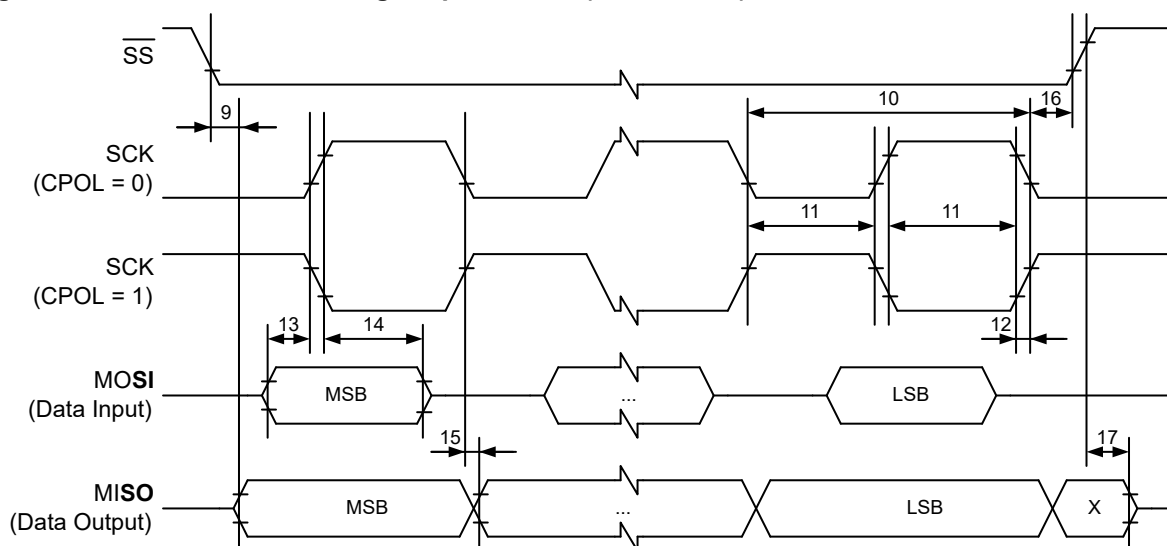 SS
9
10
16
SCK
(CPOL = 0)
11
11
SCK
(CPOL = 1)
13
14
12
MOSI
(Data Input)
MSB
...
LSB
15
17
MISO
(Data Output)
MSB
...
LSB
X